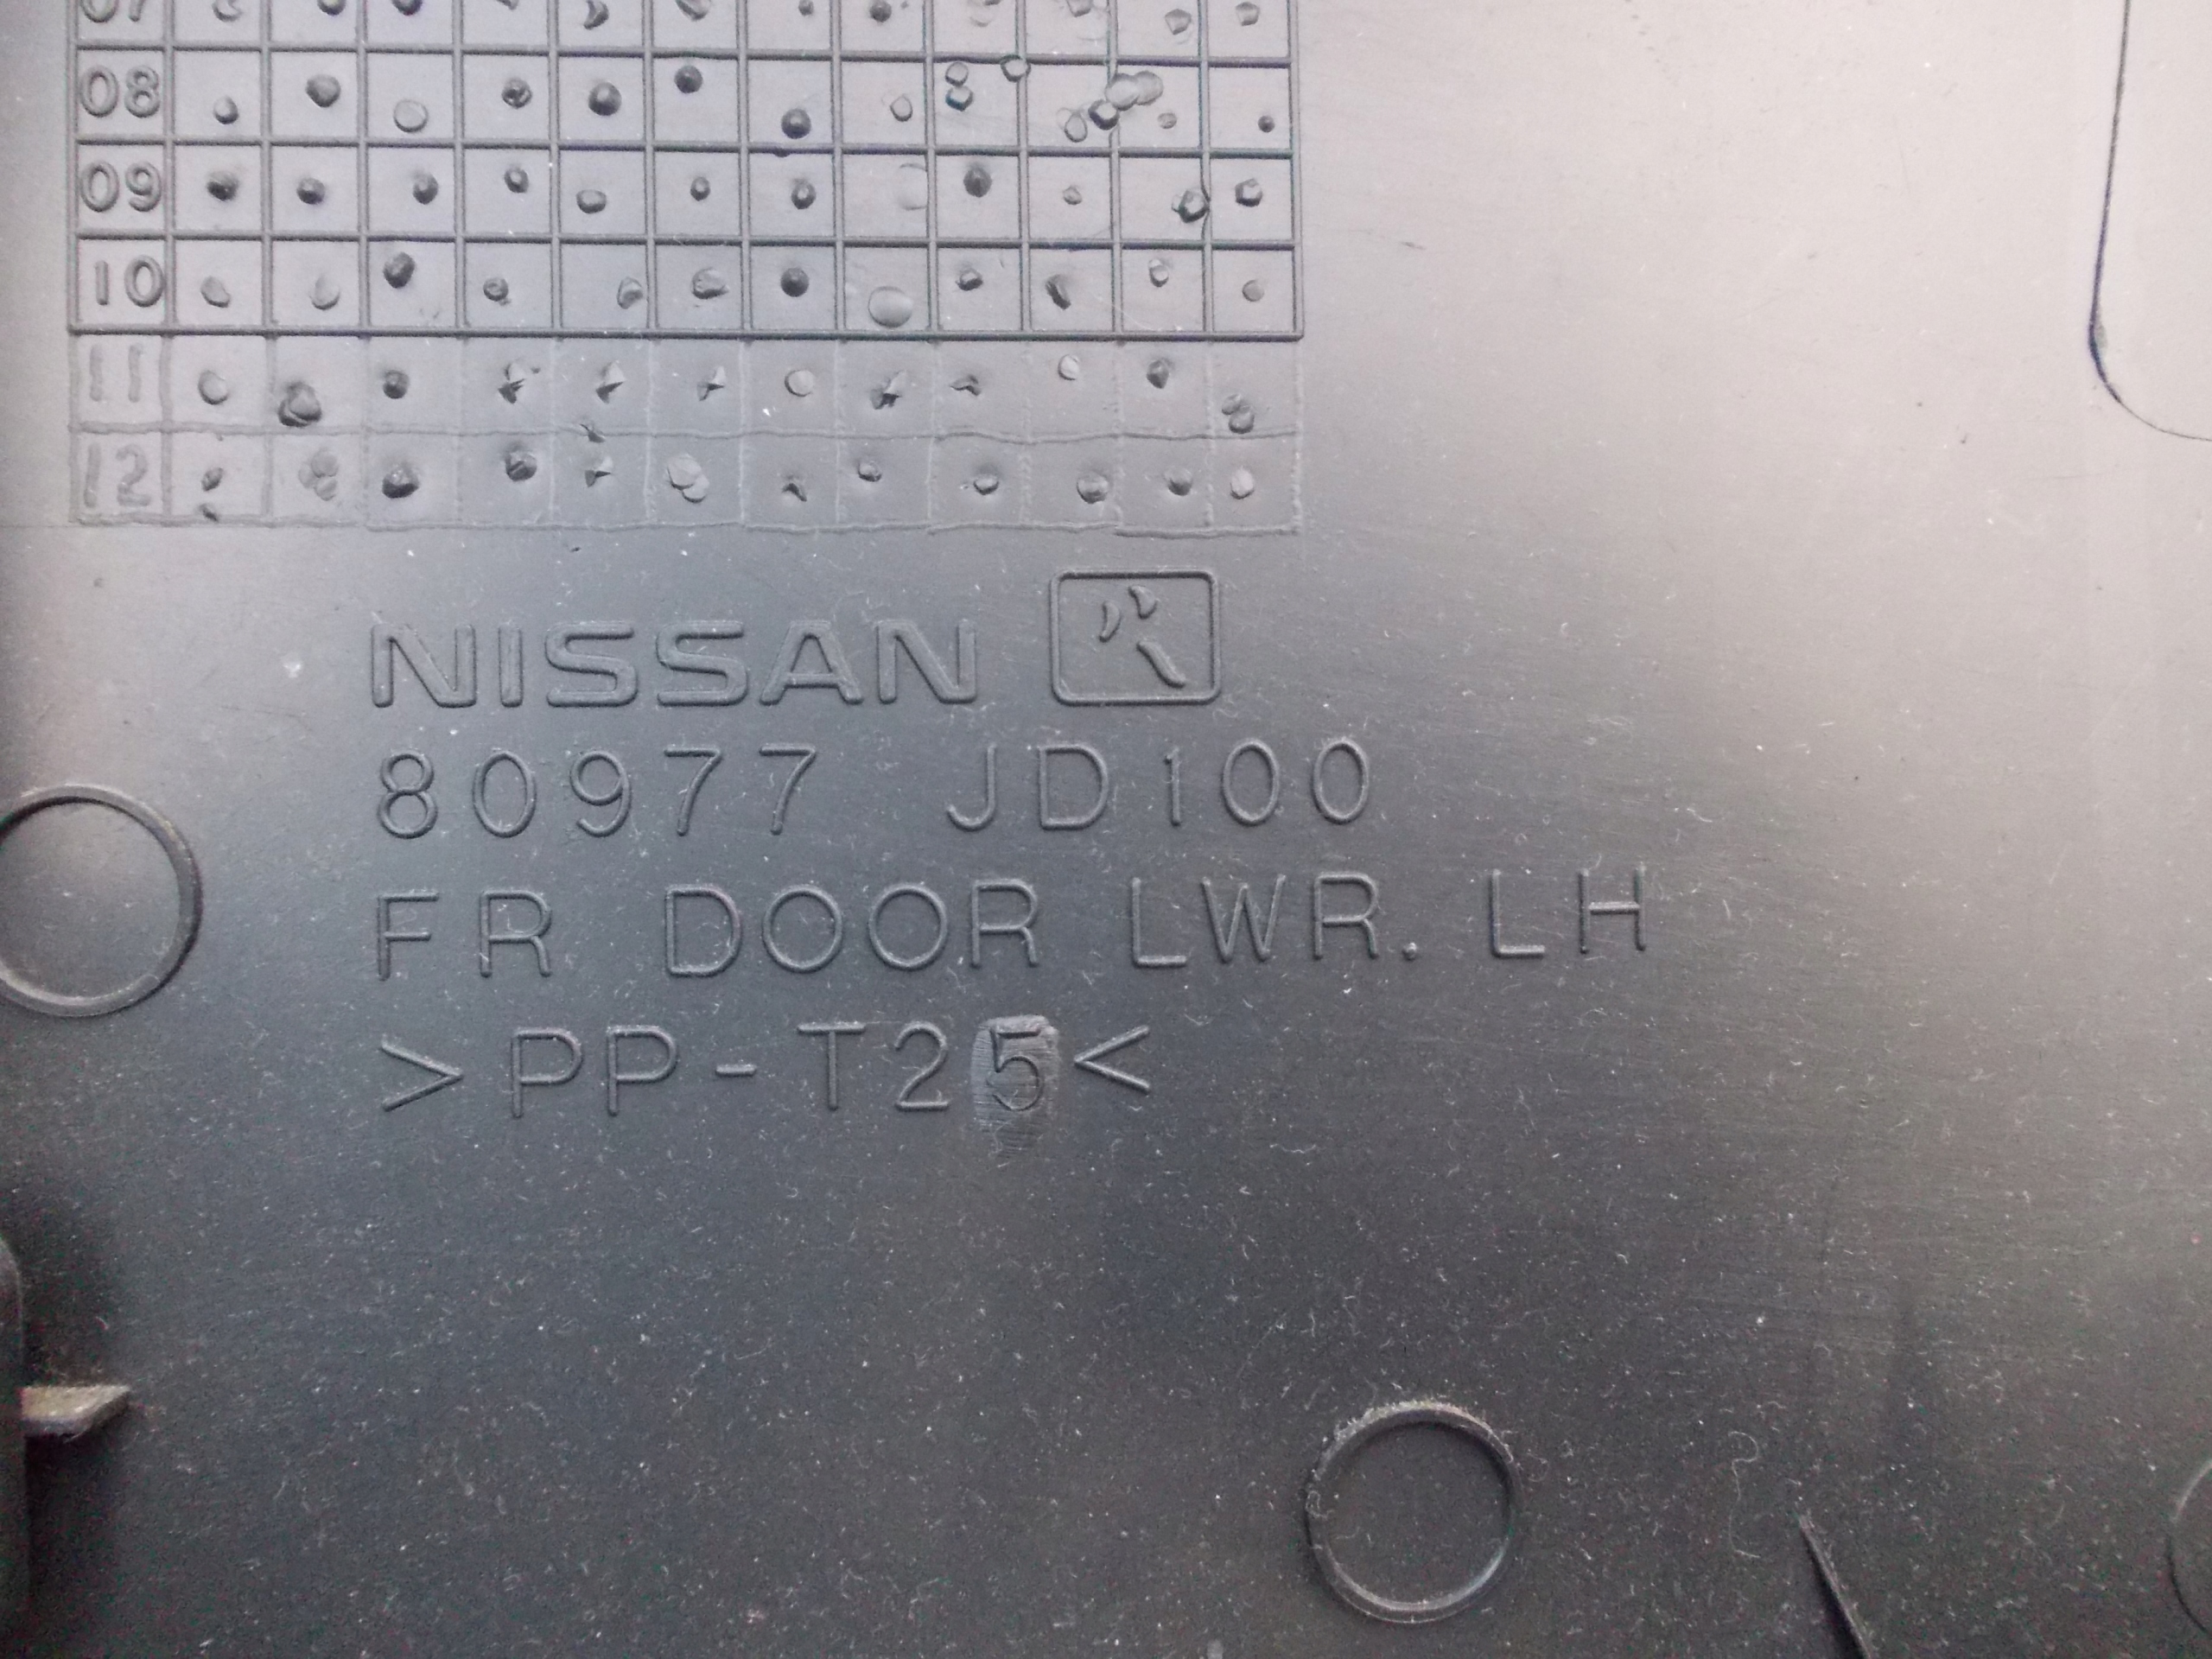 08
09
10
11
12
NISSAN
80977 JD100
FR DOOR LWR. LH
>PP-T25<